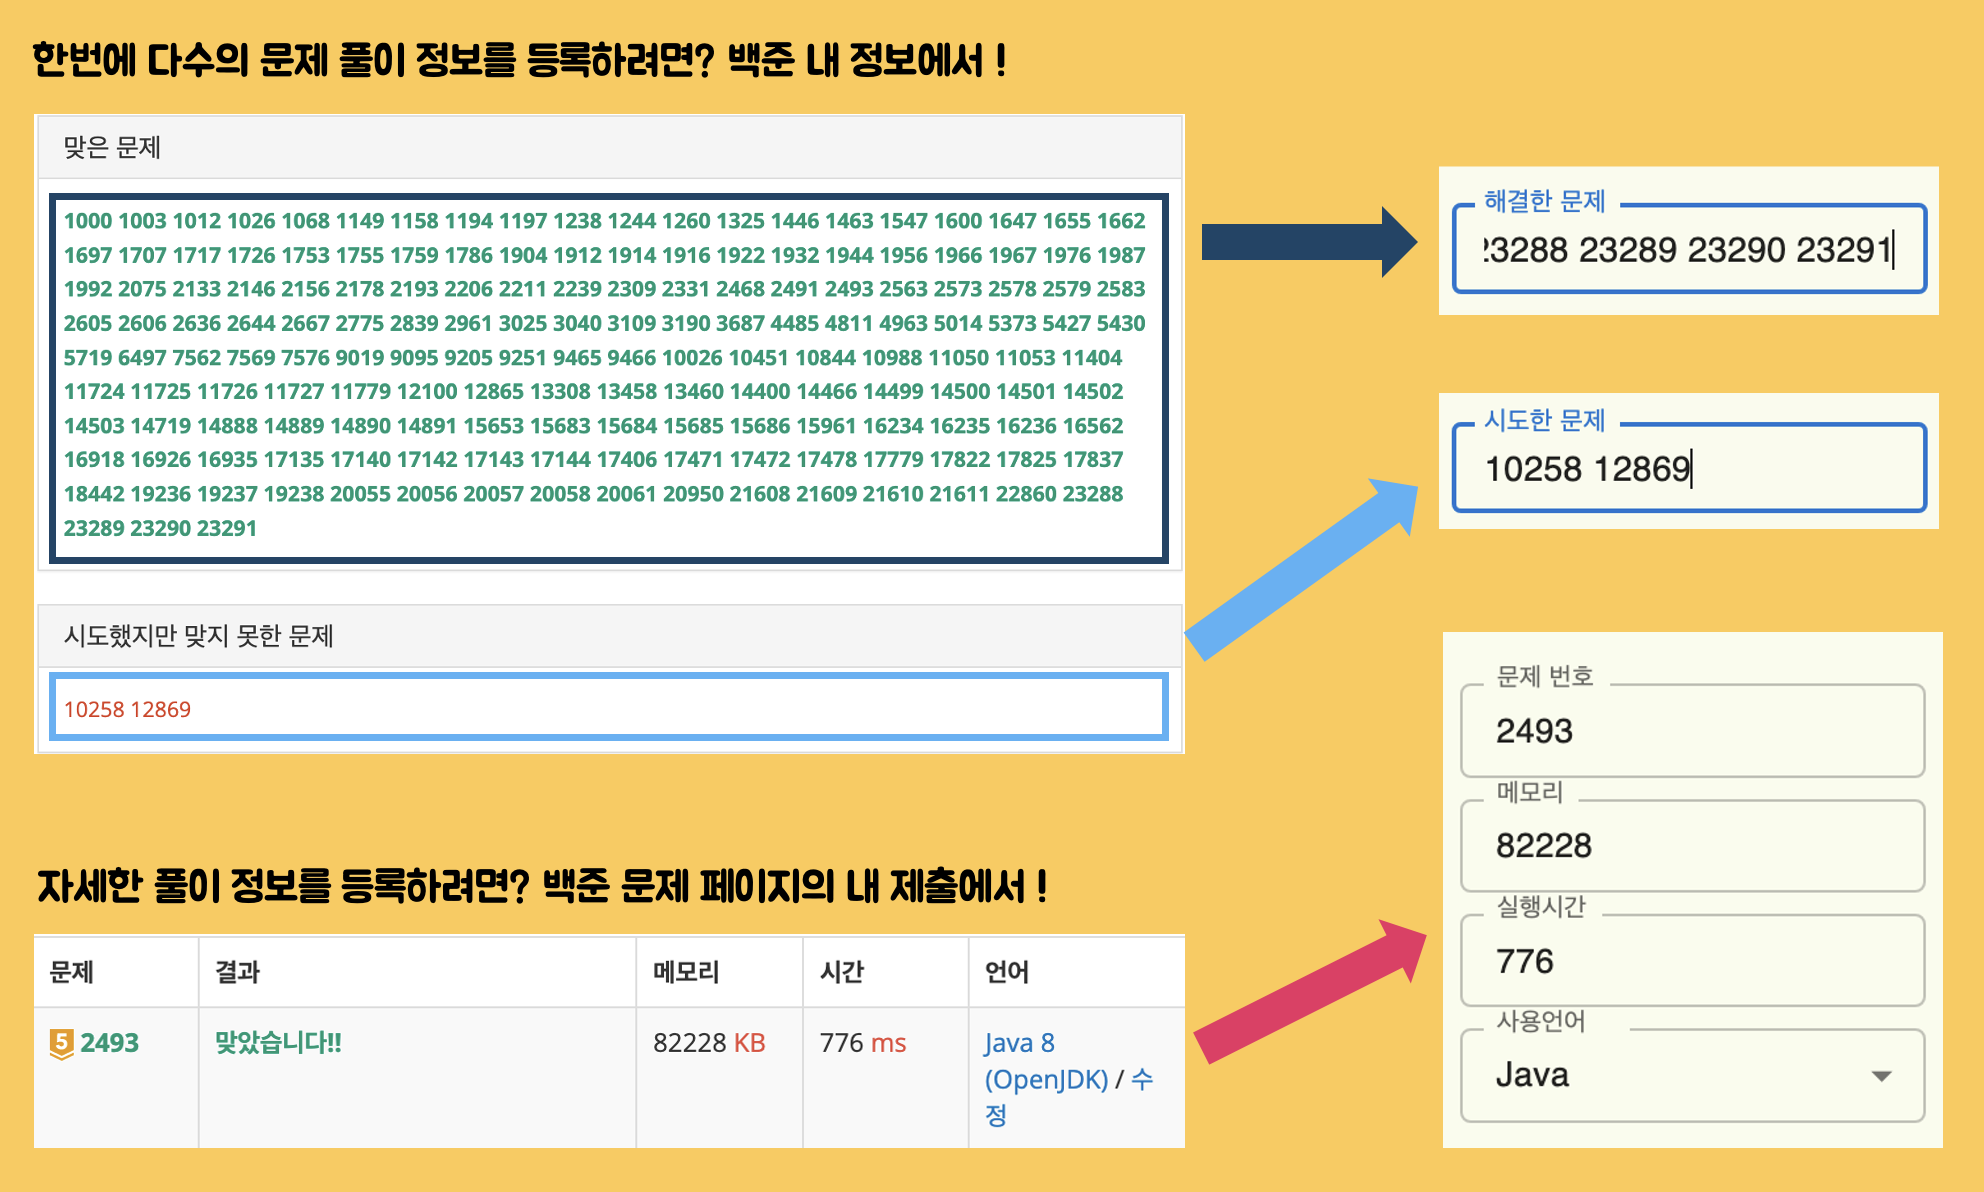 한번에 다수의 문제 풀이 정보를 등록하려면? 백준 내 정보에서 !
맞은 문제
1000 1003 1012 1026 1068 1149 1158 1194 1197 1238 1244 1260 1325 1446 1463 1547 1600 1647 1655 1662
1697 1707 1717 1726 1753 1755 1759 1786 1904 1912 1914 1916 1922 1932 1944 1956 1966 1967 1976 1987
1992 2075 2133 2146 2156 2178 2193 2206 2211 2239 2309 2331 2468 2491 2493 2563 2573 2578 2579 2583
2605 2606 2636 2644 2667 2775 2839 2961 3025 3040 3109 3190 3687 4485 4811 4963 5014 5373 5427 5430
5719 6497 7562 7569 7576 9019 9095 9205 9251 9465 9466 10026 10451 10844 10988 11050 11053 11404
11724 11725 11726 11727 11779 12100 12865 13308 13458 13460 14400 14466 14499 14500 14501 14502
14503 14719 14888 14889 14890 14891 15653 15683 15684 15685 15686 15961 16234 16235 16236 16562
16918 16926 16935 17135 17140 17142 17143 17144 17406 17471 17472 17478 17779 17822 17825 17837
18442 19236 19237 19238 20055 20056 20057 20058 20061 20950 21608 21609 21610 21611 22860 23288
23289 23290 23291
해결한 문제
23288 23289 23290 23291
시도했지만 맞지 못한 문제
10258 12869
시도한 문제
10258 12869
자세한 풀이 정보를 등록하려면? 백준 문제 페이지의 내 제출에서 !
문제 결과 메모리 시간 언어
5 2493 맞았습니다!! 82228 KB 776 ms Java 8
(OpenJDK) / 수
정
문제 번호
2493
메모리
82228
실행시간
776
사용언어
Java